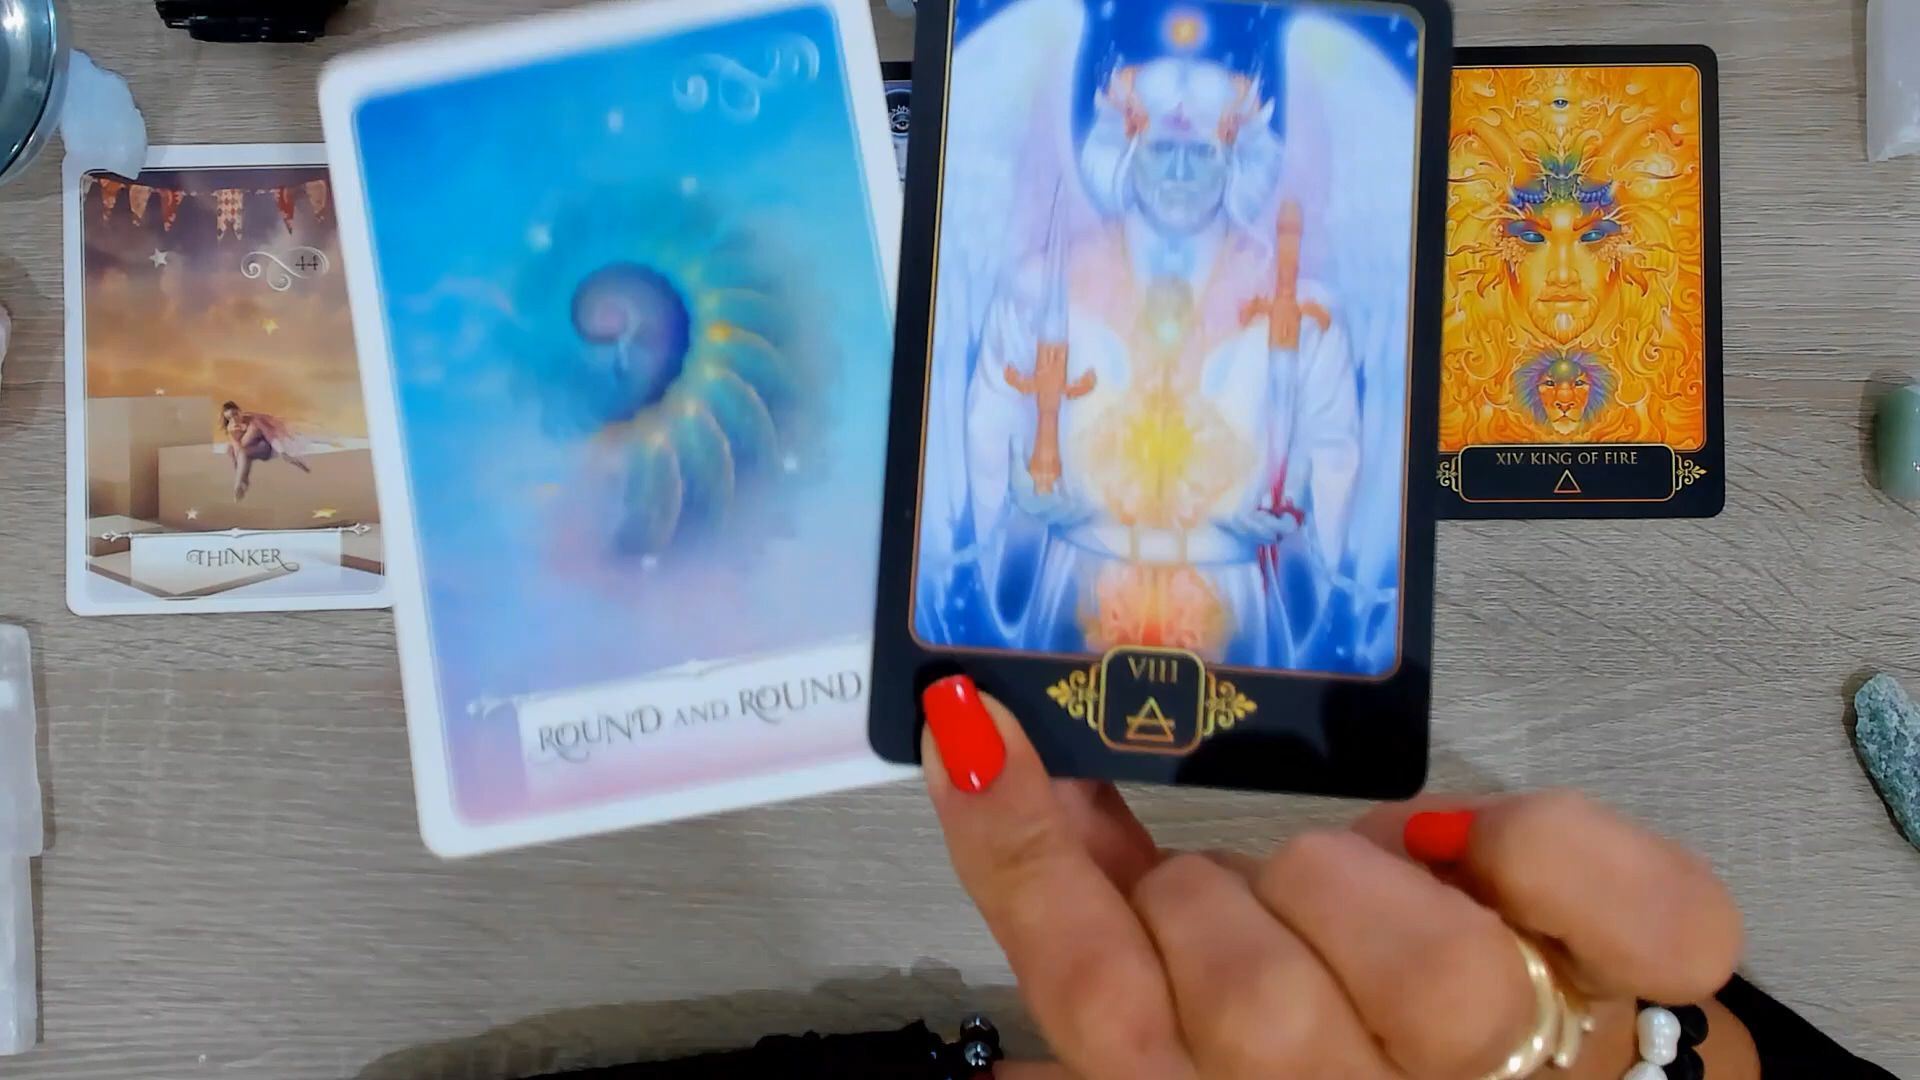 44
THINKER
ROUND AND ROUND
VIII
XIV KING OF FIRE